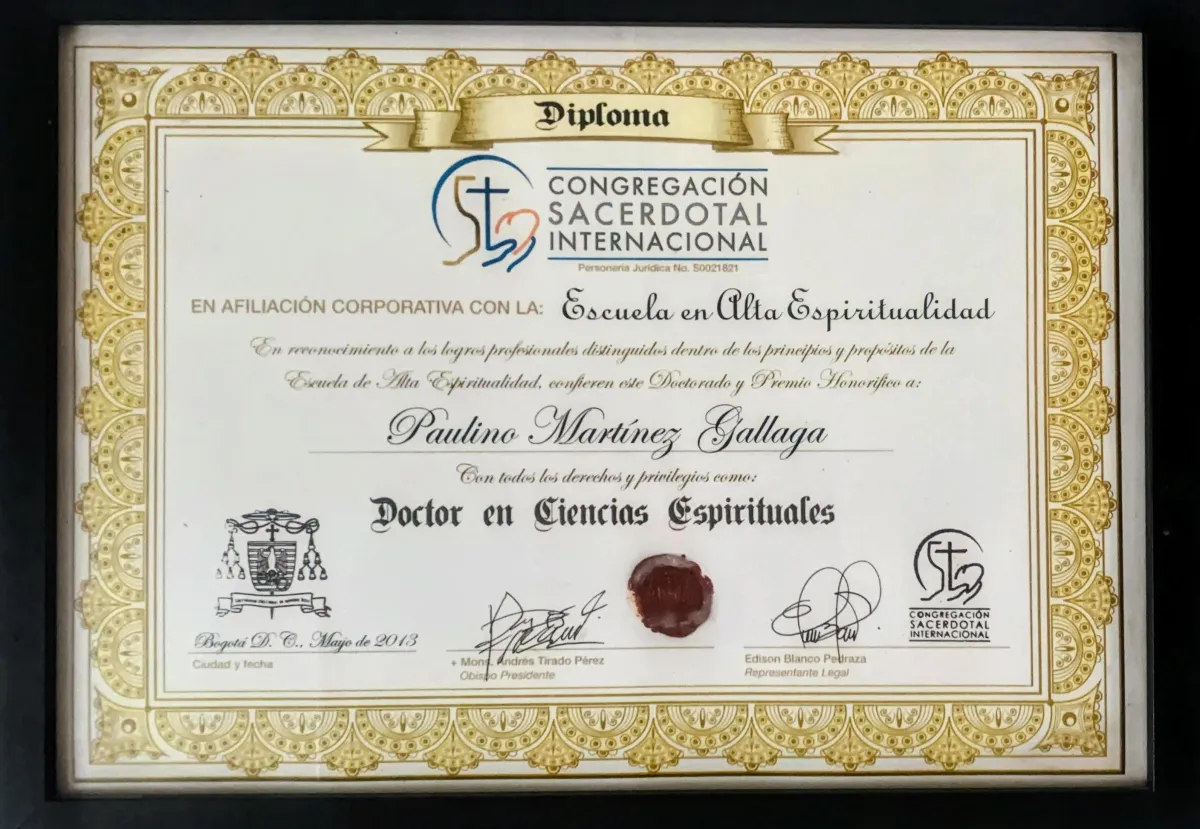 Diploma
CONGREGACIÓN
SACERDOTAL
INTERNACIONAL
Personería Jurídica No. S0021821
EN AFILIACIÓN CORPORATIVA CON LA: Escuela en Alta Espiritualidad
En reconocimiento a los logros profesionales distinguidos dentro de los principios y propósitos de la
Escuela de Alta Espiritualidad, confieren este Doctorado y Premio Honorifico a:
Paulino Martínez Gallaga
Con todos los derechos y privilegios como:
Doctor en Ciencias Espirituales
CONGREGACIÓN
SACERDOTAL
INTERNACIONAL
Bogotá D. C., Mayo de 2013
Ciudad y fecha
+ Mons. Andrés Tirado Pérez
Obispo Presidente
Edison Blanco Pedraza
Representante Legal